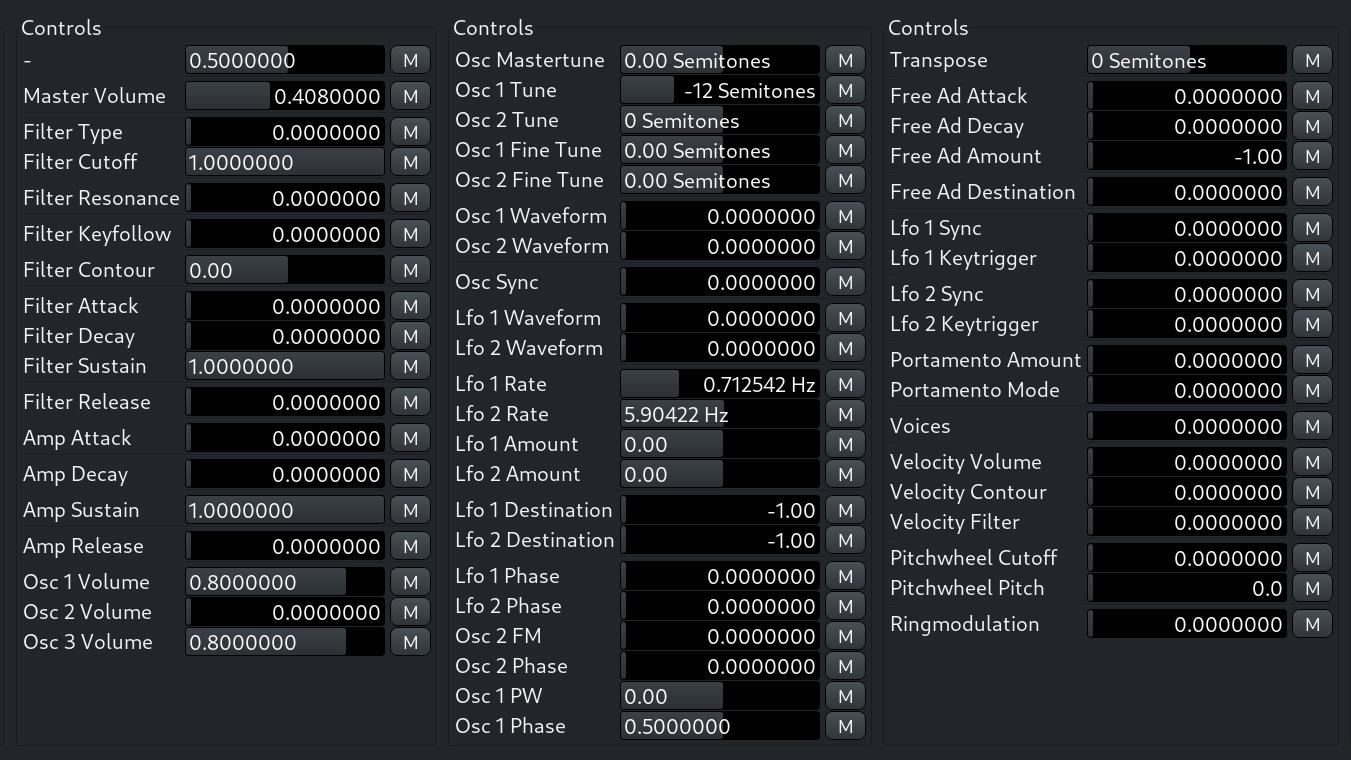 Controls
- 0.5000000 M
Master Volume 0.4080000 M
Filter Type 0.0000000 M
Filter Cutoff 1.0000000 M
Filter Resonance 0.0000000 M
Filter Keyfollow 0.0000000 M
Filter Contour 0.00 M
Filter Attack 0.0000000 M
Filter Decay 0.0000000 M
Filter Sustain 1.0000000 M
Filter Release 0.0000000 M
Amp Attack 0.0000000 M
Amp Decay 0.0000000 M
Amp Sustain 1.0000000 M
Amp Release 0.0000000 M
Osc 1 Volume 0.8000000 M
Osc 2 Volume 0.0000000 M
Osc 3 Volume 0.8000000 M
Controls
Osc Mastertune 0.00 Semitones M
Osc 1 Tune -12 Semitones M
Osc 2 Tune 0 Semitones M
Osc 1 Fine Tune 0.00 Semitones M
Osc 2 Fine Tune 0.00 Semitones M
Osc 1 Waveform 0.0000000 M
Osc 2 Waveform 0.0000000 M
Osc Sync 0.0000000 M
Lfo 1 Waveform 0.0000000 M
Lfo 2 Waveform 0.0000000 M
Lfo 1 Rate 0.712542 Hz M
Lfo 2 Rate 5.90422 Hz M
Lfo 1 Amount 0.00 M
Lfo 2 Amount 0.00 M
Lfo 1 Destination -1.00 M
Lfo 2 Destination -1.00 M
Lfo 1 Phase 0.0000000 M
Lfo 2 Phase 0.0000000 M
Osc 2 FM 0.0000000 M
Osc 2 Phase 0.0000000 M
Osc 1 PW 0.00 M
Osc 1 Phase 0.5000000 M
Controls
Transpose 0 Semitones M
Free Ad Attack 0.0000000 M
Free Ad Decay 0.0000000 M
Free Ad Amount -1.00 M
Free Ad Destination 0.0000000 M
Lfo 1 Sync 0.0000000 M
Lfo 1 Keytrigger 0.0000000 M
Lfo 2 Sync 0.0000000 M
Lfo 2 Keytrigger 0.0000000 M
Portamento Amount 0.0000000 M
Portamento Mode 0.0000000 M
Voices 0.0000000 M
Velocity Volume 0.0000000 M
Velocity Contour 0.0000000 M
Velocity Filter 0.0000000 M
Pitchwheel Cutoff 0.0000000 M
Pitchwheel Pitch 0.0 M
Ringmodulation 0.0000000 M